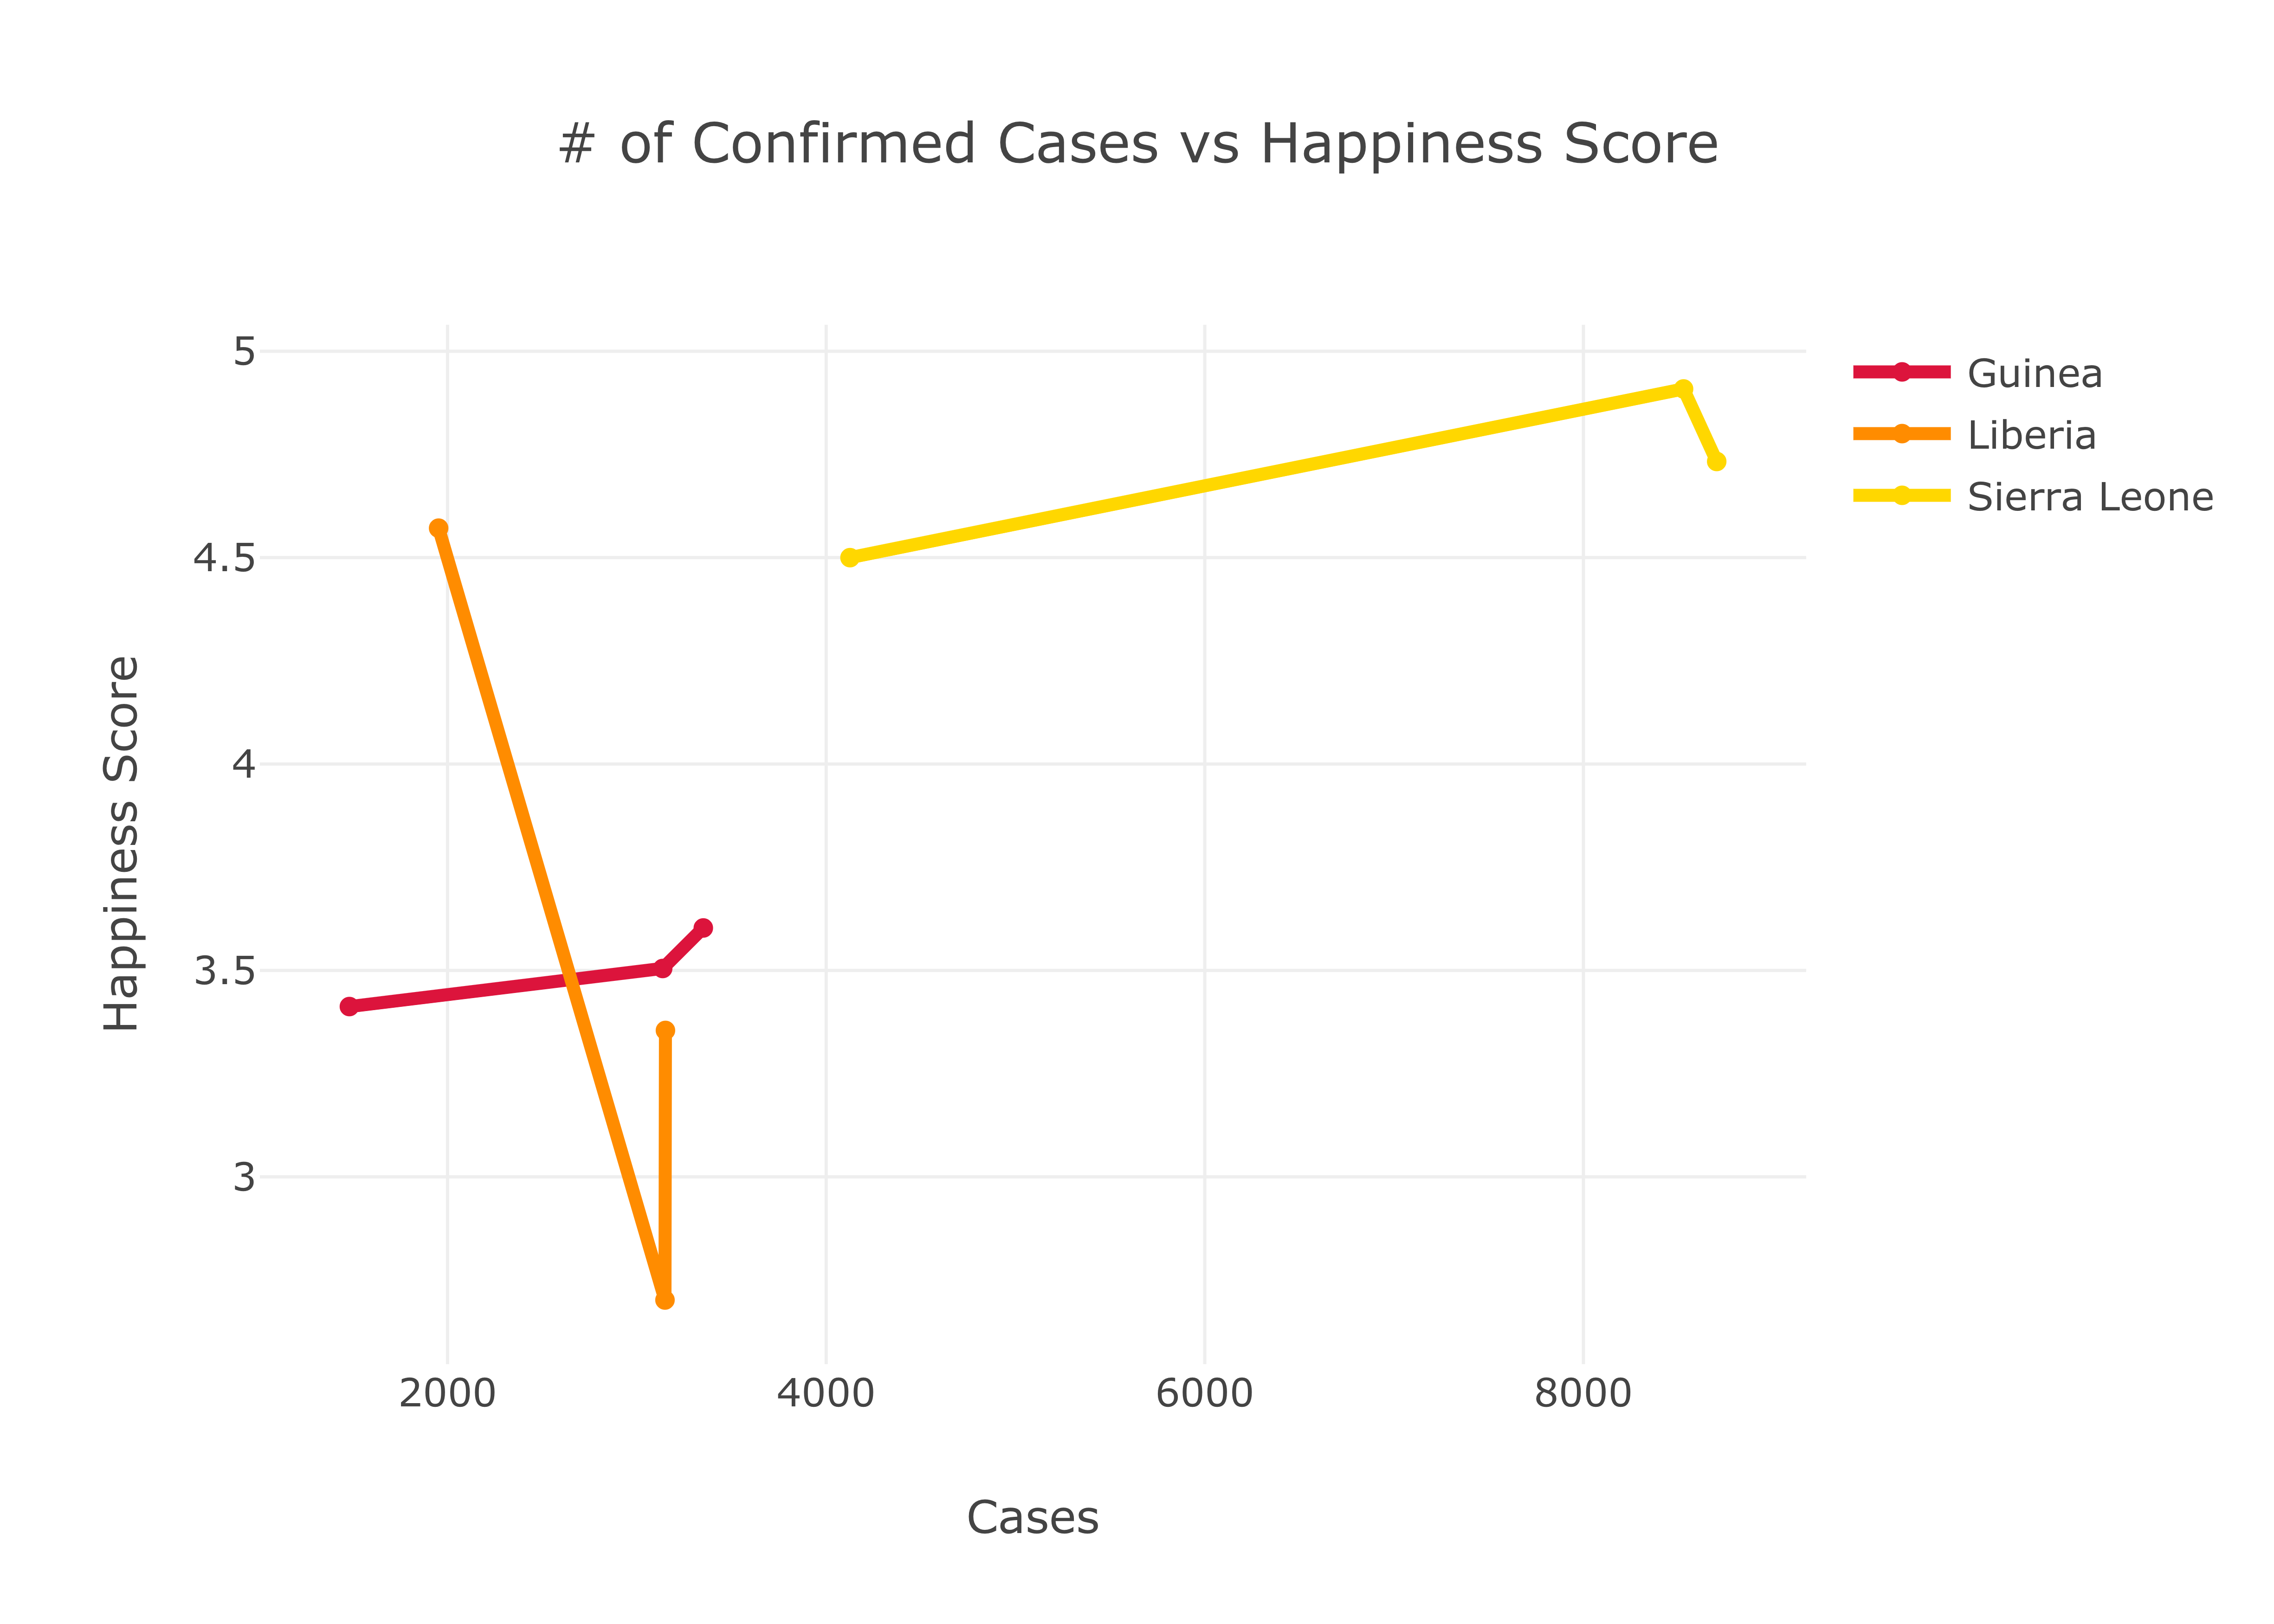 # of Confirmed Cases vs Happiness Score
5
4.5
4
3.5
3
Happiness Score
2000
4000
6000
8000
Cases
Guinea
Liberia
Sierra Leone